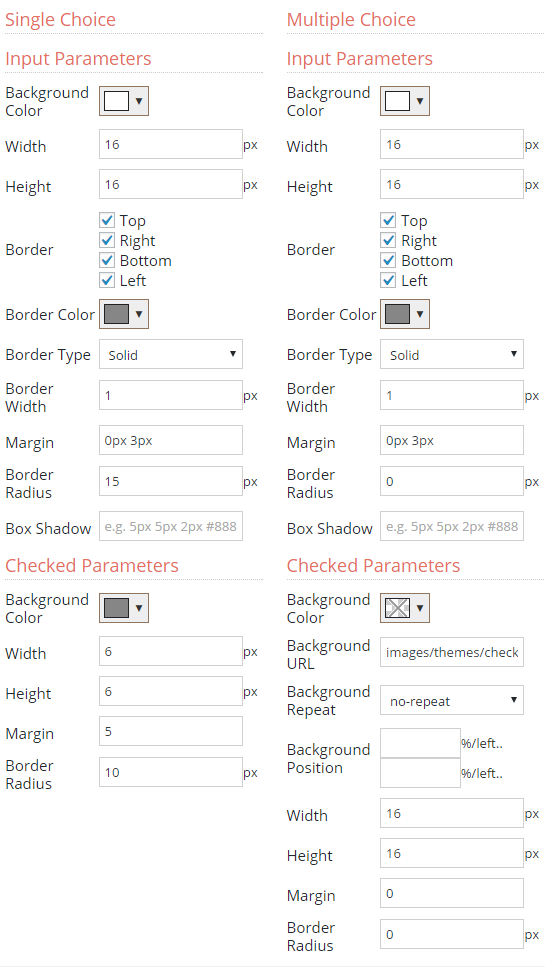 Single Choice
Input Parameters
Background
Color
Width
16
px
Height
16
px
Border
Top
Right
Bottom
Left
Border Color
Border Type
Solid
Border
Width
1
px
Margin
0px 3px
Border
Radius
15
px
Box Shadow
e.g. 5px 5px 2px #888
Checked Parameters
Background
Color
Width
6
px
Height
6
px
Margin
5
Border
Radius
10
px
Multiple Choice
Input Parameters
Background
Color
Width
16
px
Height
16
px
Border
Top
Right
Bottom
Left
Border Color
Border Type
Solid
Border
Width
1
px
Margin
0px 3px
Border
Radius
0
px
Box Shadow
e.g. 5px 5px 2px #888
Checked Parameters
Background
Color
Background
URL
images/themes/check
Background
Repeat
no-repeat
Background
Position
%/left..
%/left..
Width
16
px
Height
16
px
Margin
0
Border
Radius
0
px